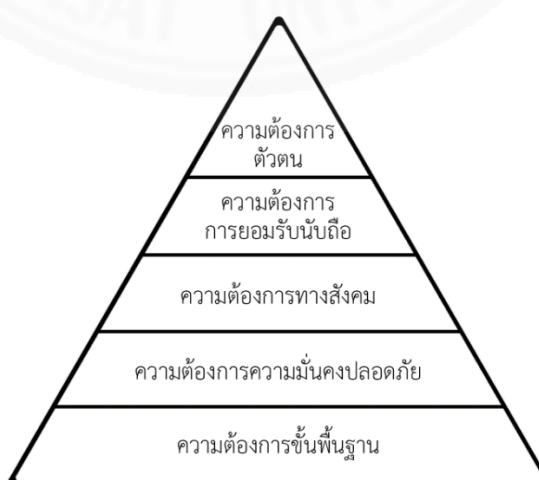 ความต้องการ
ตัวตน
ความต้องการ
การยอมรับนับถือ
ความต้องการทางสังคม
ความต้องการความมั่นคงปลอดภัย
ความต้องการขั้นพื้นฐาน